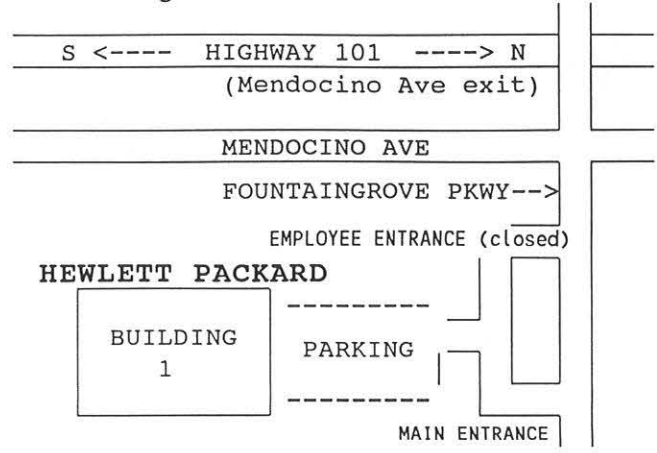 S <---- HIGHWAY 101 ----> N
(Mendocino Ave exit)
MENDOCINO AVE
FOUNTAINGROVE PKWY-->
EMPLOYEE ENTRANCE (closed)
HEWLETT PACKARD
BUILDING
1
PARKING
MAIN ENTRANCE